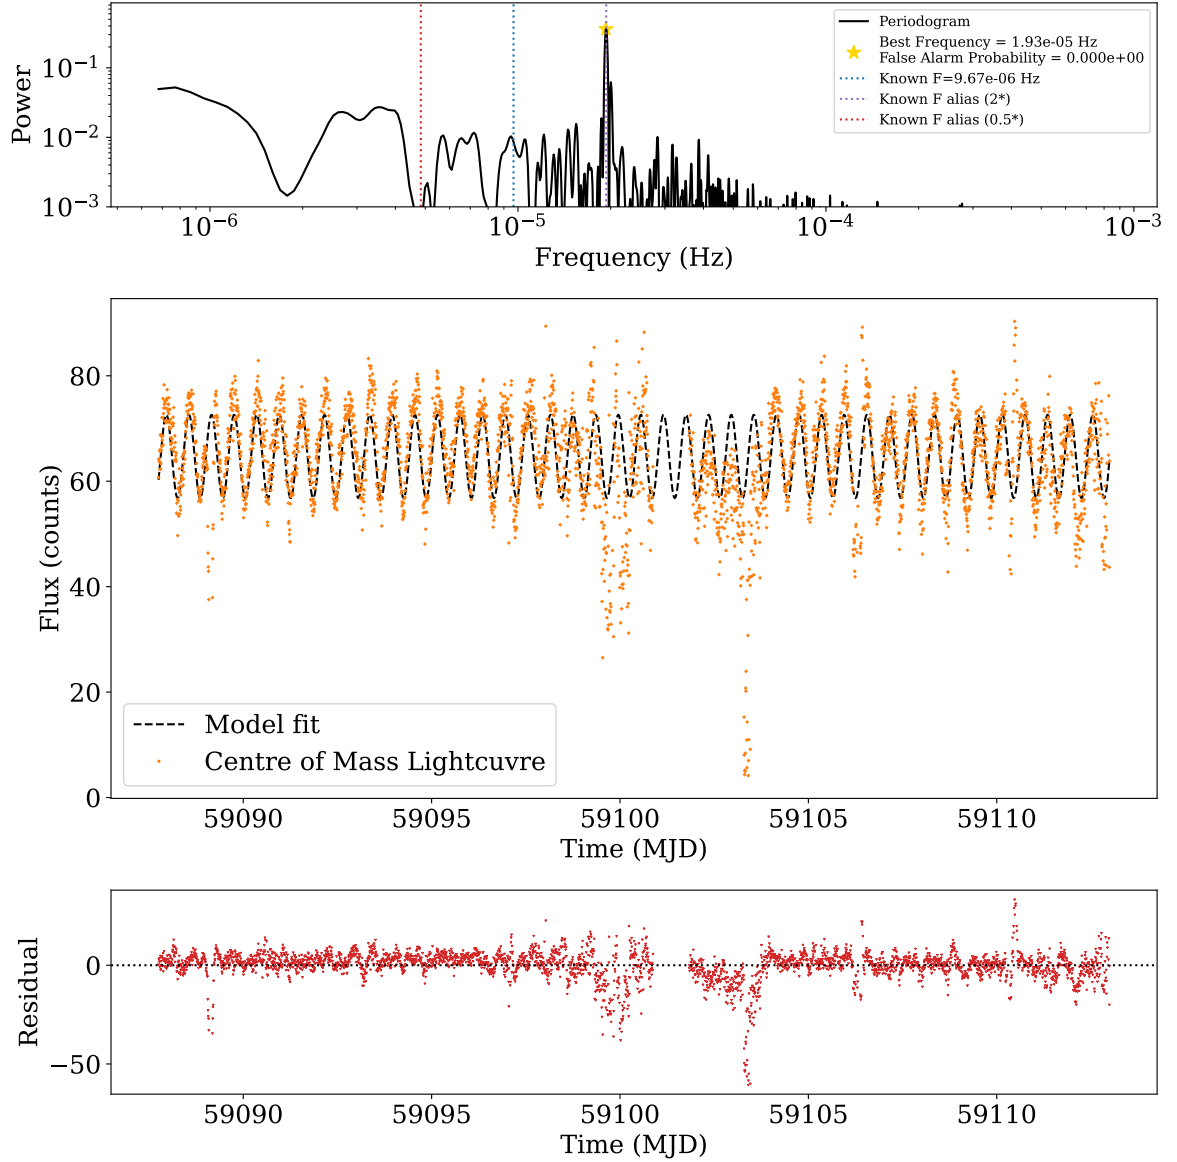 Power
10⁻¹
10⁻²
10⁻³
Periodogram
Best Frequency = 1.93e-05 Hz
False Alarm Probability = 0.000e+00
Known F=9.67e-06 Hz
Known F alias (2*)
Known F alias (0.5*)
10⁻⁶ 10⁻⁵ 10⁻⁴ 10⁻³
Frequency (Hz)
Flux (counts)
80
60
40
20
0
Model fit
Centre of Mass Lightcuvre
59090 59095 59100 59105 59110
Time (MJD)
Residual
0
−50
59090 59095 59100 59105 59110
Time (MJD)